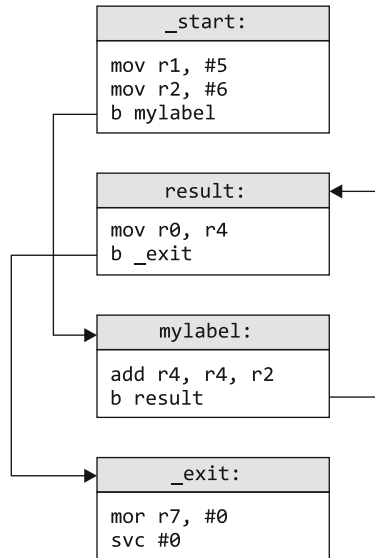 _start:
mov r1, #5
mov r2, #6
b mylabel
result:
mov r0, r4
b _exit
mylabel:
add r4, r4, r2
b result
_exit:
mor r7, #0
svc #0